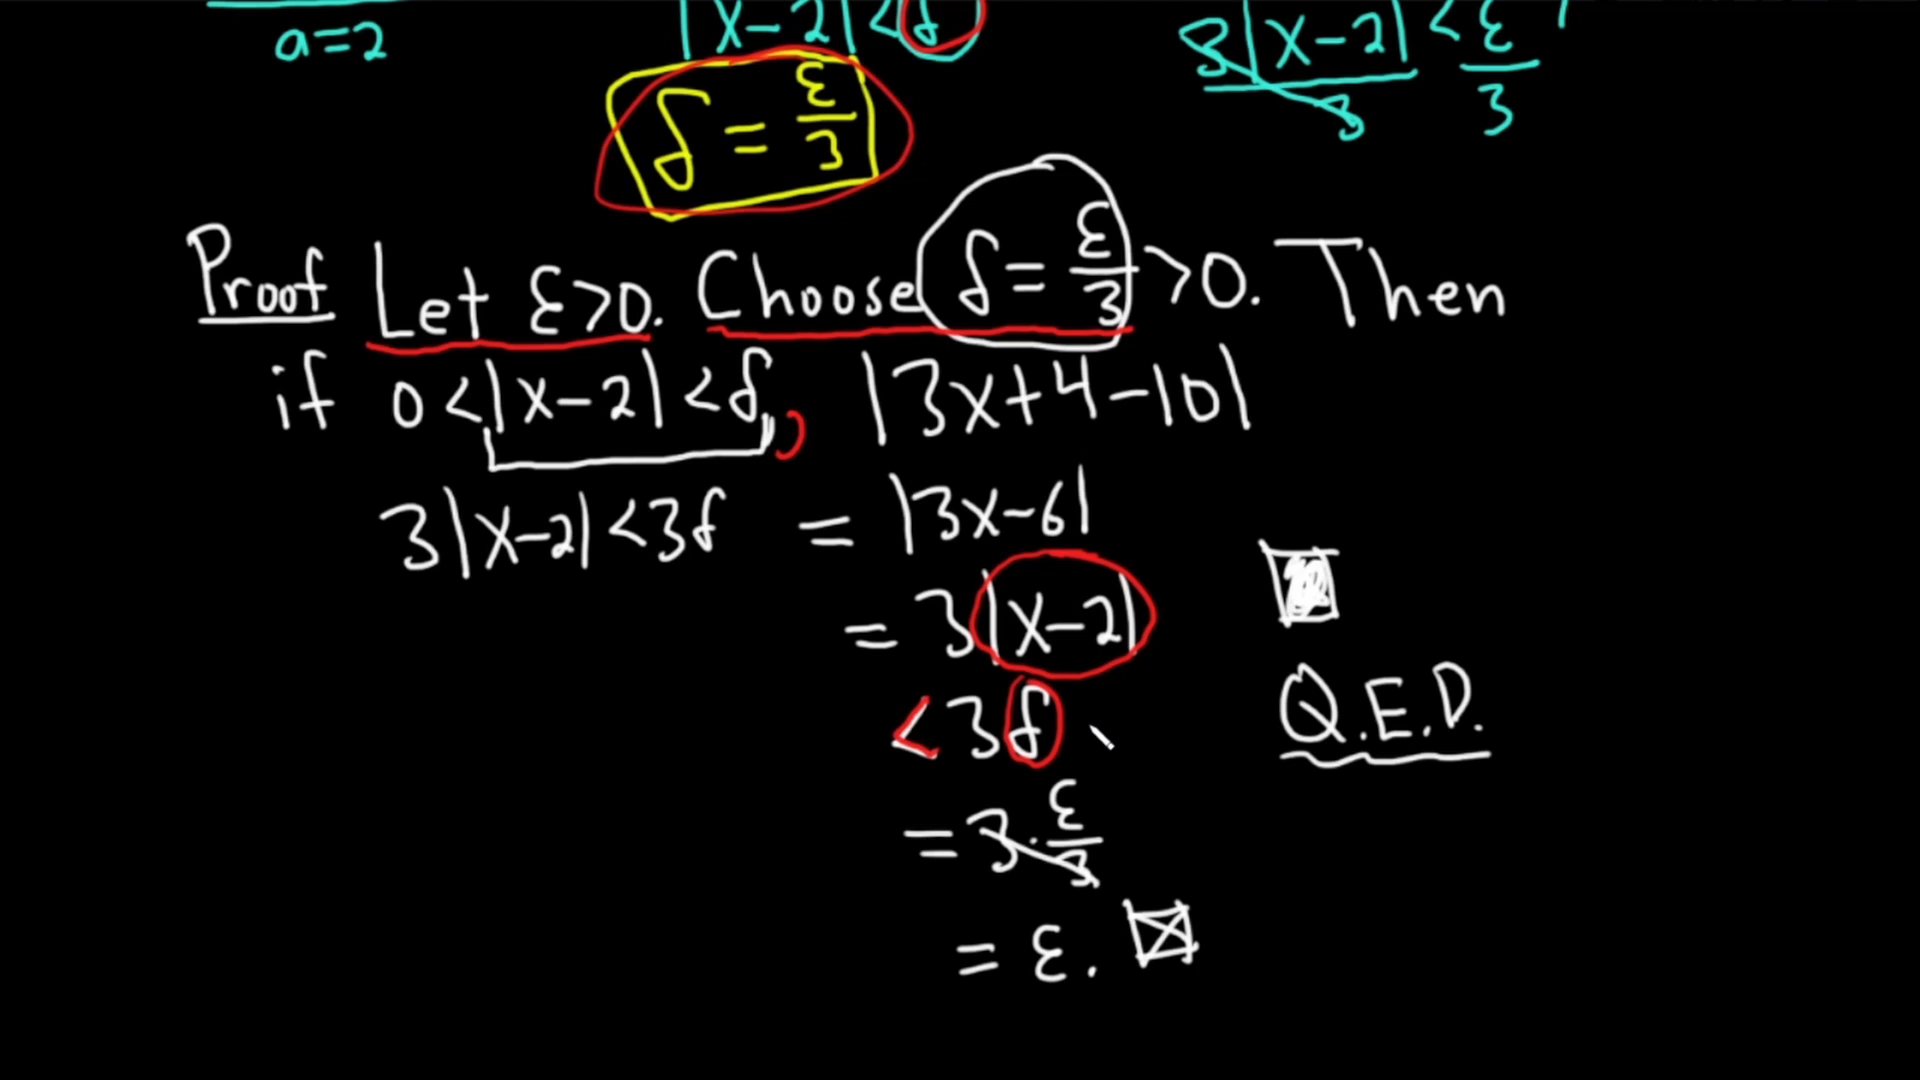 a=2
|x-2|<δ
3|x-2|/3 < ε/3
δ = ε/3
Proof Let ε>0. Choose δ = ε/3 >0. Then
if 0<|x-2|<δ, |3x+4-10|
3|x-2|<3δ = |3x-6|
= 3|x-2|
<3δ
Q.E.D.
= 3·ε/3
= ε.